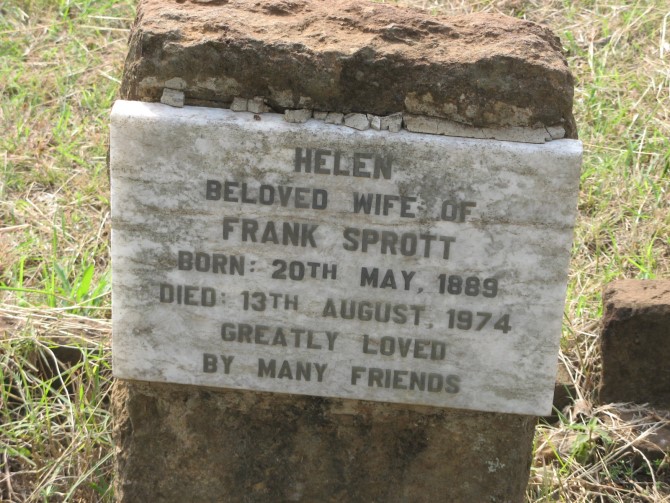 HELEN
BELOVED WIFE OF
FRANK SPROTT
BORN: 20TH MAY, 1889
DIED: 13TH AUGUST, 1974
GREATLY LOVED
BY MANY FRIENDS